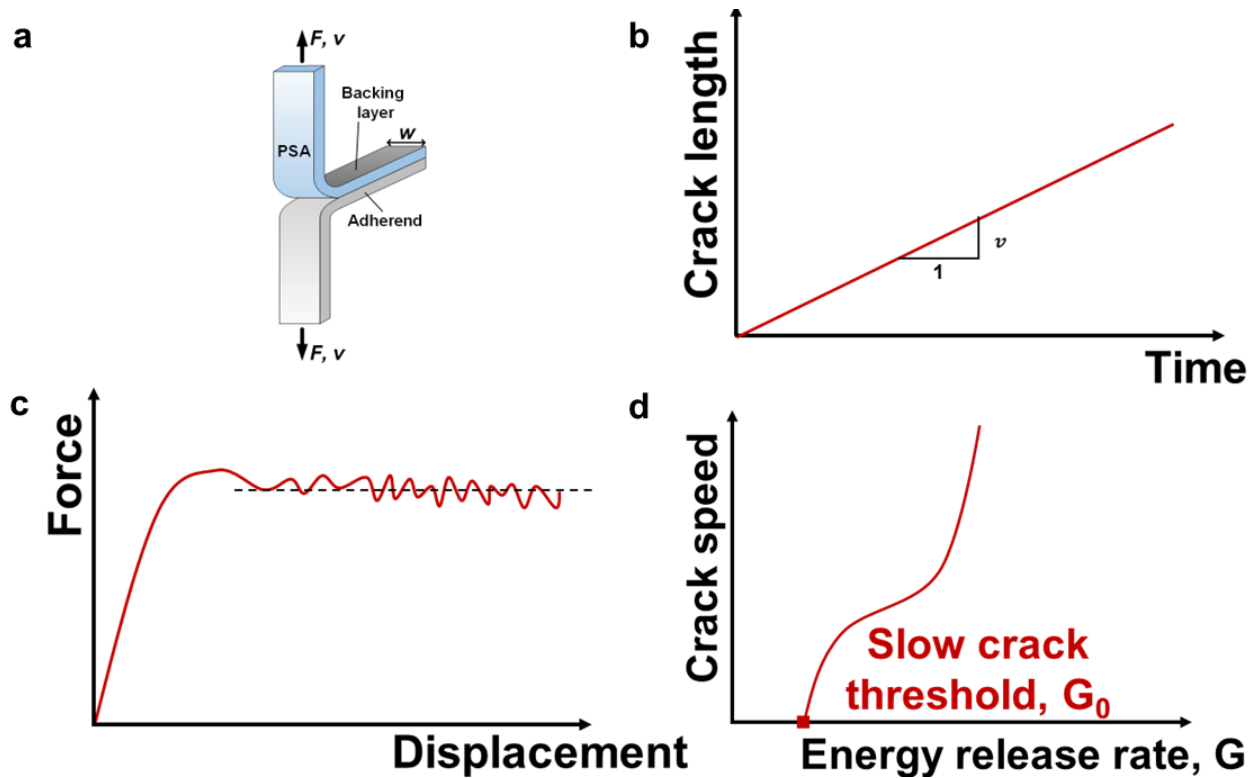 a
F, v
Backing
layer
w
PSA
Adherend
F, v
b
Crack length
v
1
Time
c
Force
Displacement
d
Crack speed
Slow crack
threshold, G₀
Energy release rate, G